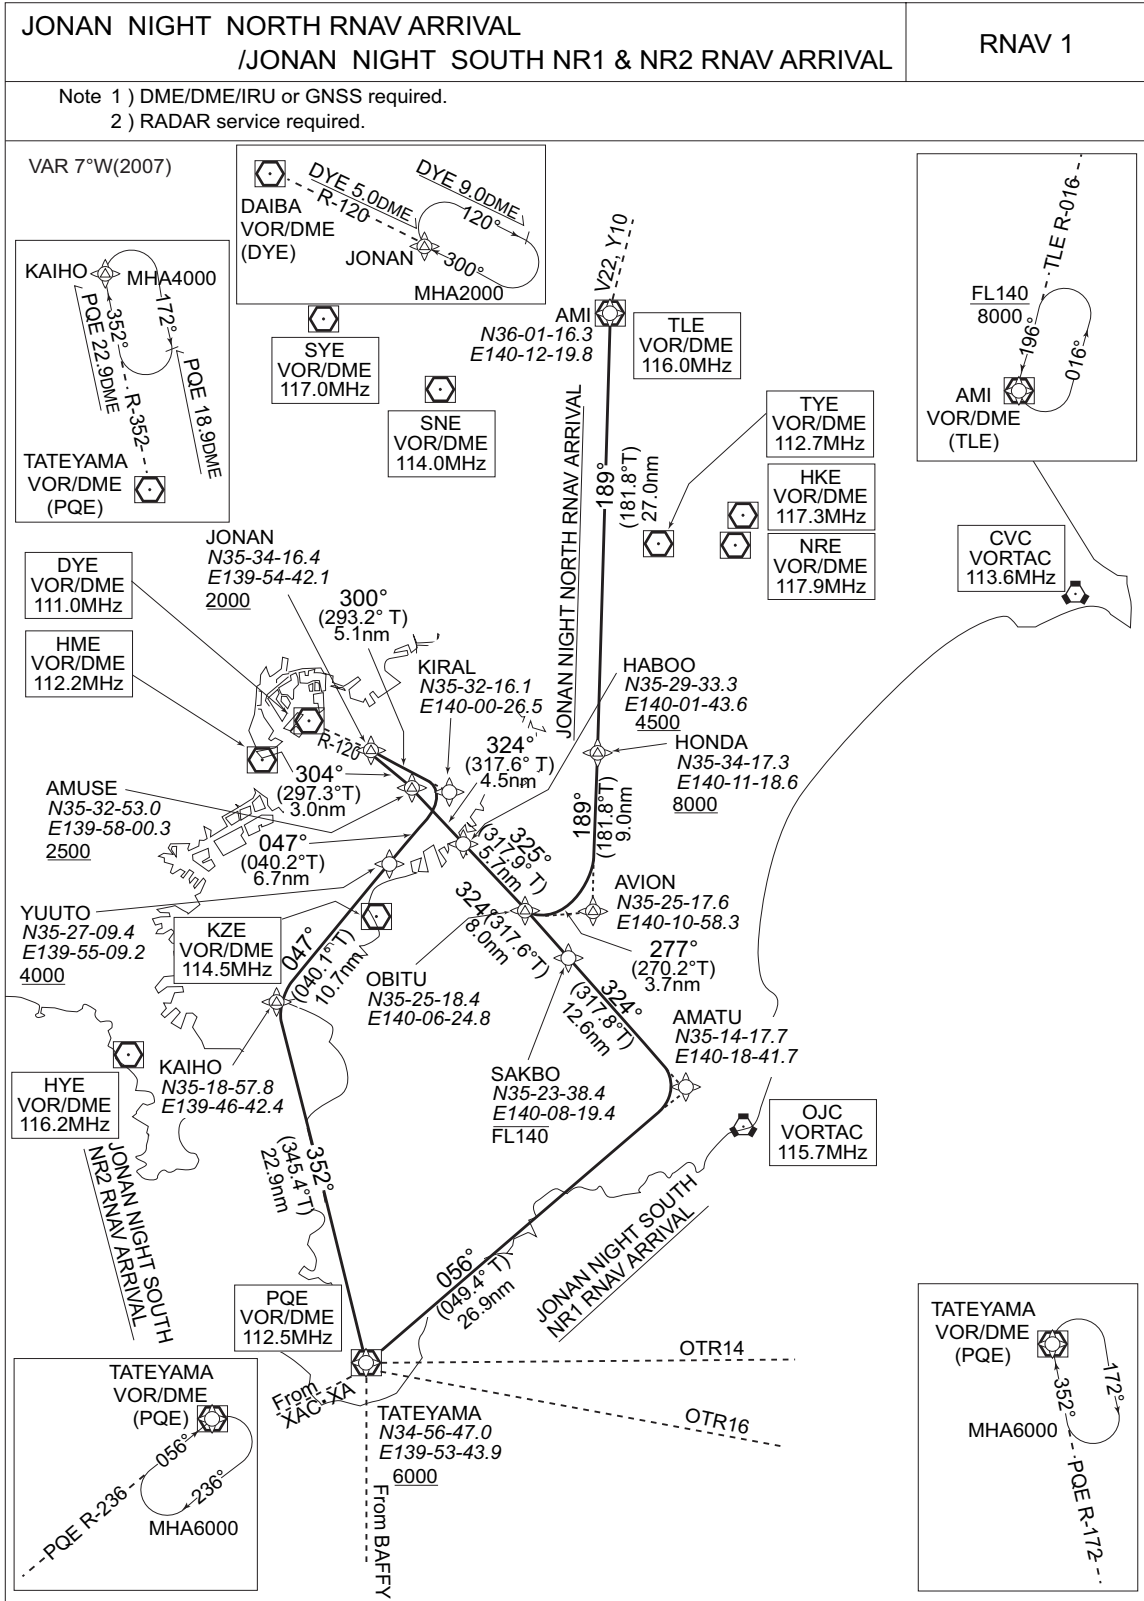 JONAN NIGHT NORTH RNAV ARRIVAL
/JONAN NIGHT SOUTH NR1 & NR2 RNAV ARRIVAL
RNAV 1
Note 1 ) DME/DME/IRU or GNSS required.
2 ) RADAR service required.
VAR 7°W(2007)
DAIBA
VOR/DME
(DYE)
DYE 5.0DME
R-120
DYE 9.0DME
120°
JONAN
300°
MHA2000
KAIHO
MHA4000
352°
172°
PQE 22.9DME
PQE 18.9DME
R-352
TATEYAMA
VOR/DME
(PQE)
SYE
VOR/DME
117.0MHz
SNE
VOR/DME
114.0MHz
V22, Y10
AMI
N36-01-16.3
E140-12-19.8
TLE
VOR/DME
116.0MHz
TLE R-016
FL140
8000
196°
016°
AMI
VOR/DME
(TLE)
TYE
VOR/DME
112.7MHz
HKE
VOR/DME
117.3MHz
NRE
VOR/DME
117.9MHz
CVC
VORTAC
113.6MHz
JONAN NIGHT NORTH RNAV ARRIVAL
189°
(181.8°T)
27.0nm
JONAN
N35-34-16.4
E139-54-42.1
2000
DYE
VOR/DME
111.0MHz
HME
VOR/DME
112.2MHz
300°
(293.2° T)
5.1nm
KIRAL
N35-32-16.1
E140-00-26.5
HABOO
N35-29-33.3
E140-01-43.6
4500
HONDA
N35-34-17.3
E140-11-18.6
8000
R-120
304°
(297.3°T)
3.0nm
324°
(317.6° T)
4.5nm
AMUSE
N35-32-53.0
E139-58-00.3
2500
047°
(040.2°T)
6.7nm
325°
(317.9° T)
5.7nm
189°
(181.8°T)
9.0nm
YUUTO
N35-27-09.4
E139-55-09.2
4000
KZE
VOR/DME
114.5MHz
324°
(317.6°T)
8.0nm
AVION
N35-25-17.6
E140-10-58.3
277°
(270.2°T)
3.7nm
047°
(040.1°T)
10.7nm
OBITU
N35-25-18.4
E140-06-24.8
324°
(317.8°T)
12.6nm
AMATU
N35-14-17.7
E140-18-41.7
HYE
VOR/DME
116.2MHz
KAIHO
N35-18-57.8
E139-46-42.4
SAKBO
N35-23-38.4
E140-08-19.4
FL140
OJC
VORTAC
115.7MHz
JONAN NIGHT SOUTH
NR2 RNAV ARRIVAL
352°
(345.4°T)
22.9nm
JONAN NIGHT SOUTH
NR1 RNAV ARRIVAL
056°
(049.4° T)
26.9nm
PQE
VOR/DME
112.5MHz
OTR14
OTR16
From
XAC·XA
TATEYAMA
N34-56-47.0
E139-53-43.9
6000
From BAFFY
TATEYAMA
VOR/DME
(PQE)
056°
236°
PQE R-236
MHA6000
TATEYAMA
VOR/DME
(PQE)
172°
352°
MHA6000
PQE R-172